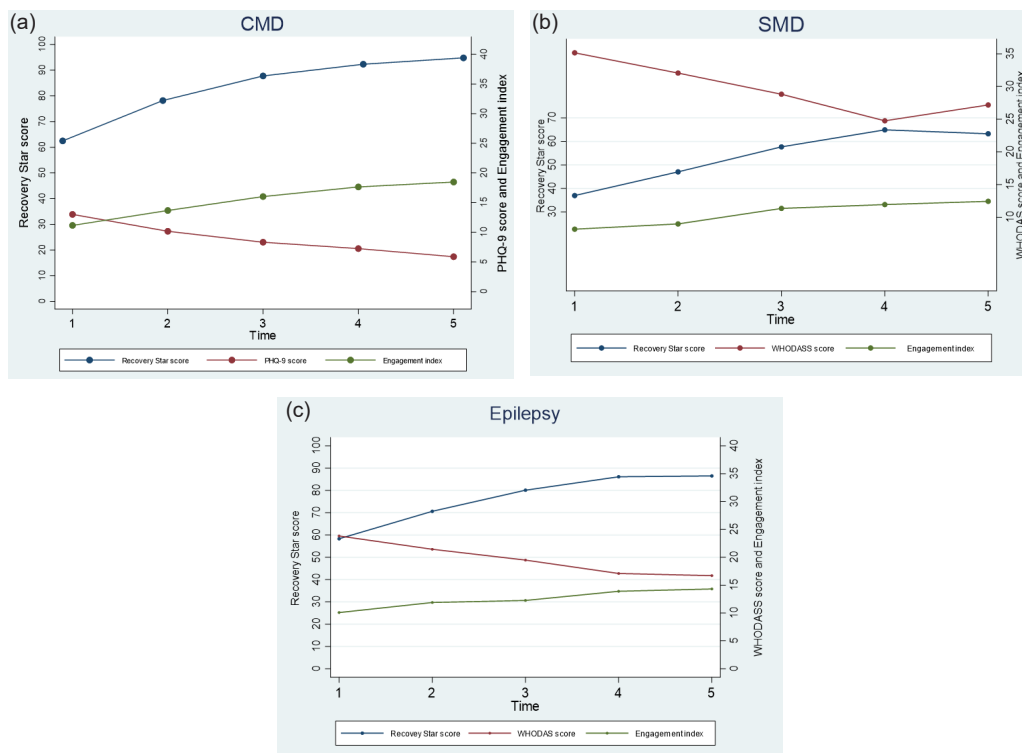 (a)
CMD
Recovery Star score
100
90
80
70
60
50
40
30
20
10
0
PHQ-9 score and Engagement index
40
35
30
25
20
15
10
5
0
1 2 3 4 5
Time
Recovery Star score PHQ-9 score Engagement index
(b)
SMD
Recovery Star score
70
60
50
40
30
WHODAS score and Engagement index
35
30
25
20
15
10
1 2 3 4 5
Time
Recovery Star score WHODASS score Engagement index
(c)
Epilepsy
Recovery Star score
100
90
80
70
60
50
40
30
20
10
0
WHODASS score and Engagement index
40
35
30
25
20
15
10
5
0
1 2 3 4 5
Time
Recovey Star score WHODAS score Engagement index